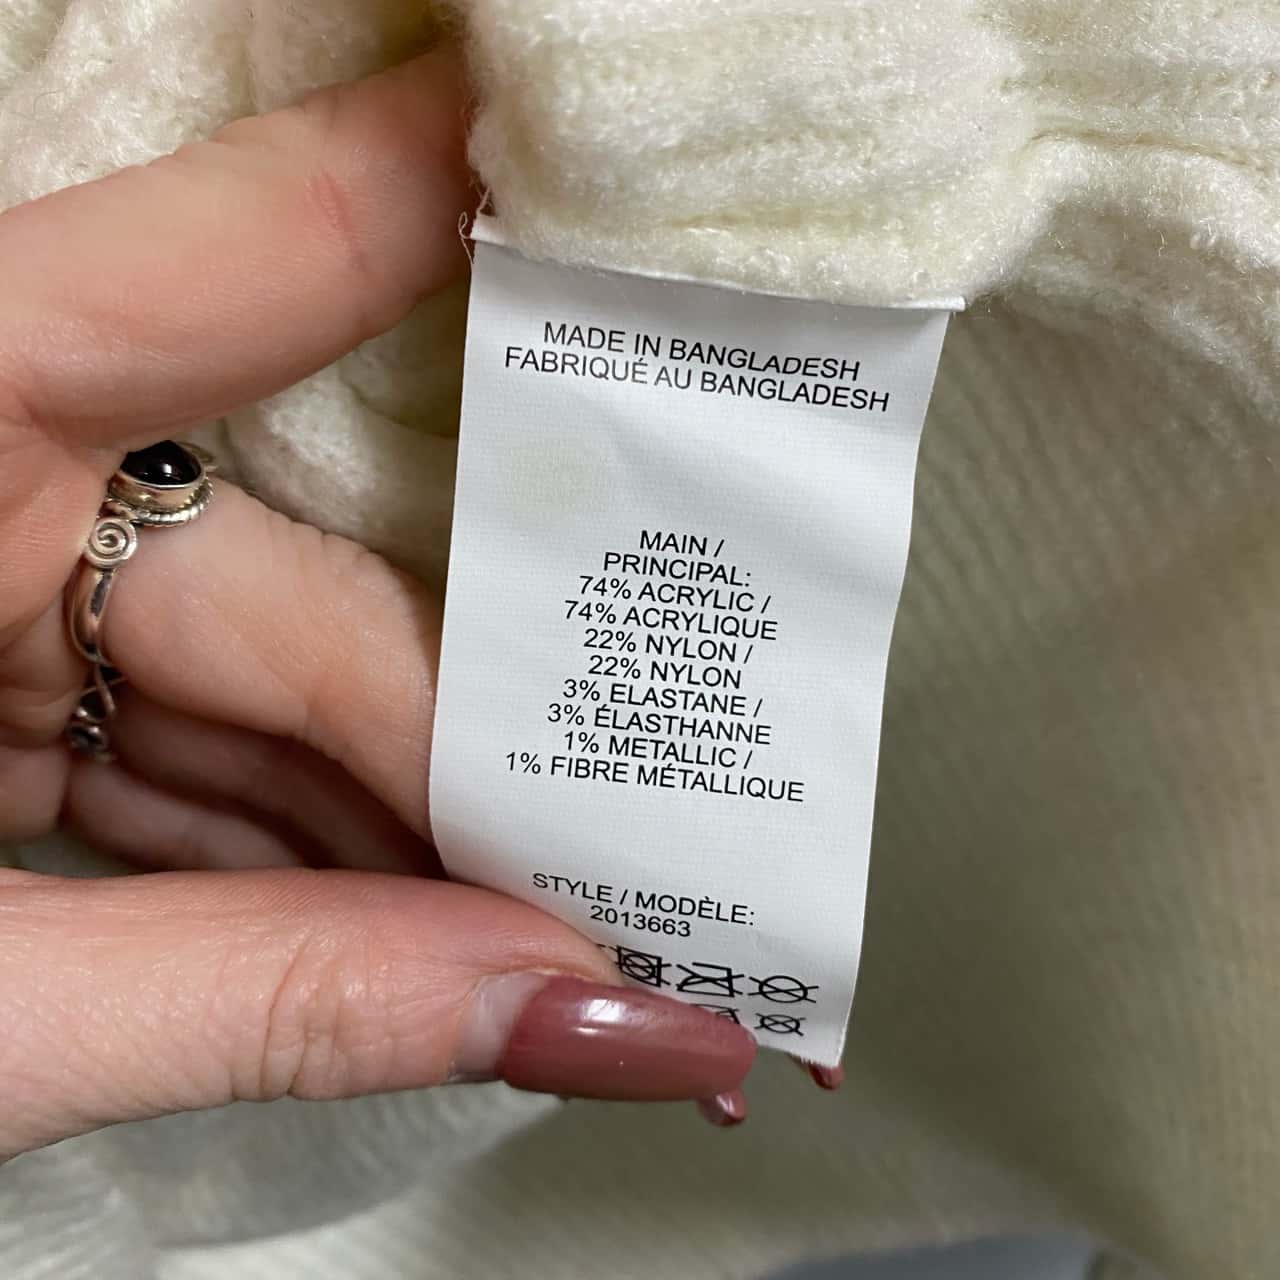 MADE IN BANGLADESH
FABRIQUÉ AU BANGLADESH
MAIN /
PRINCIPAL:
74% ACRYLIC /
74% ACRYLIQUE
22% NYLON /
22% NYLON
3% ELASTANE /
3% ÉLASTHANNE
1% METALLIC /
1% FIBRE MÉTALLIQUE
STYLE / MODÈLE:
2013663